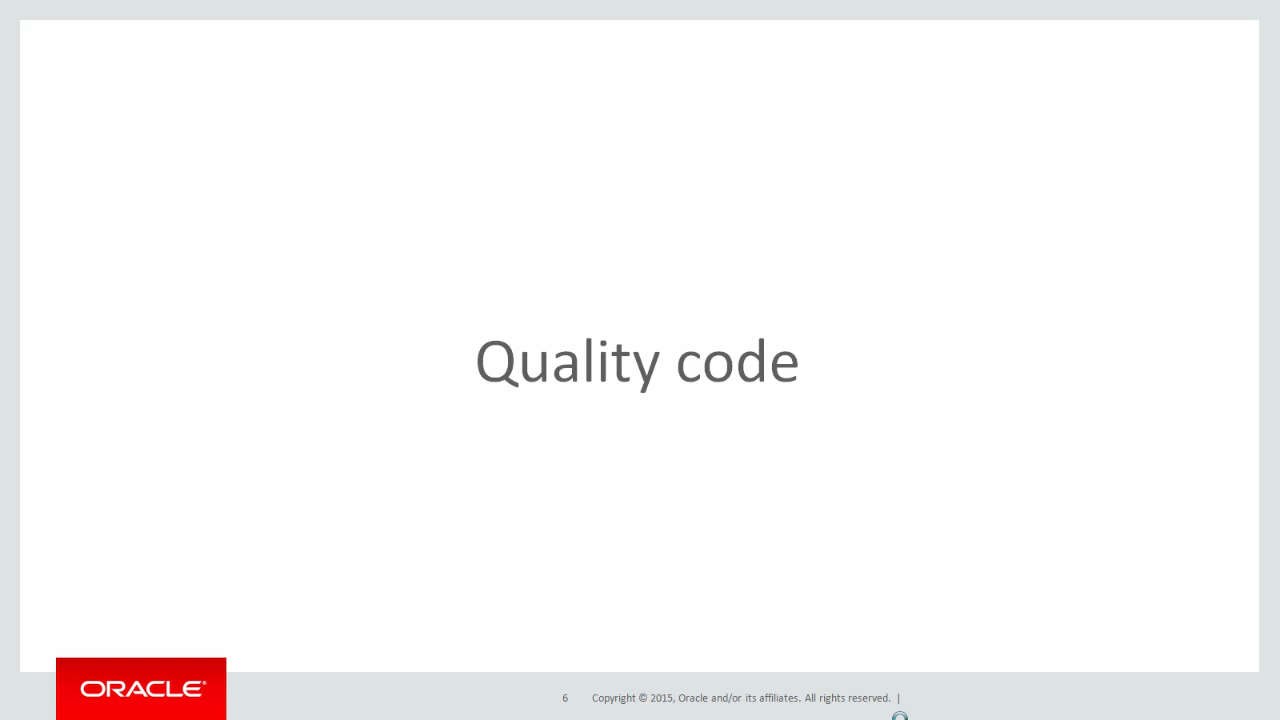 Quality code
ORACLE®
6 Copyright © 2015, Oracle and/or its affiliates. All rights reserved. |